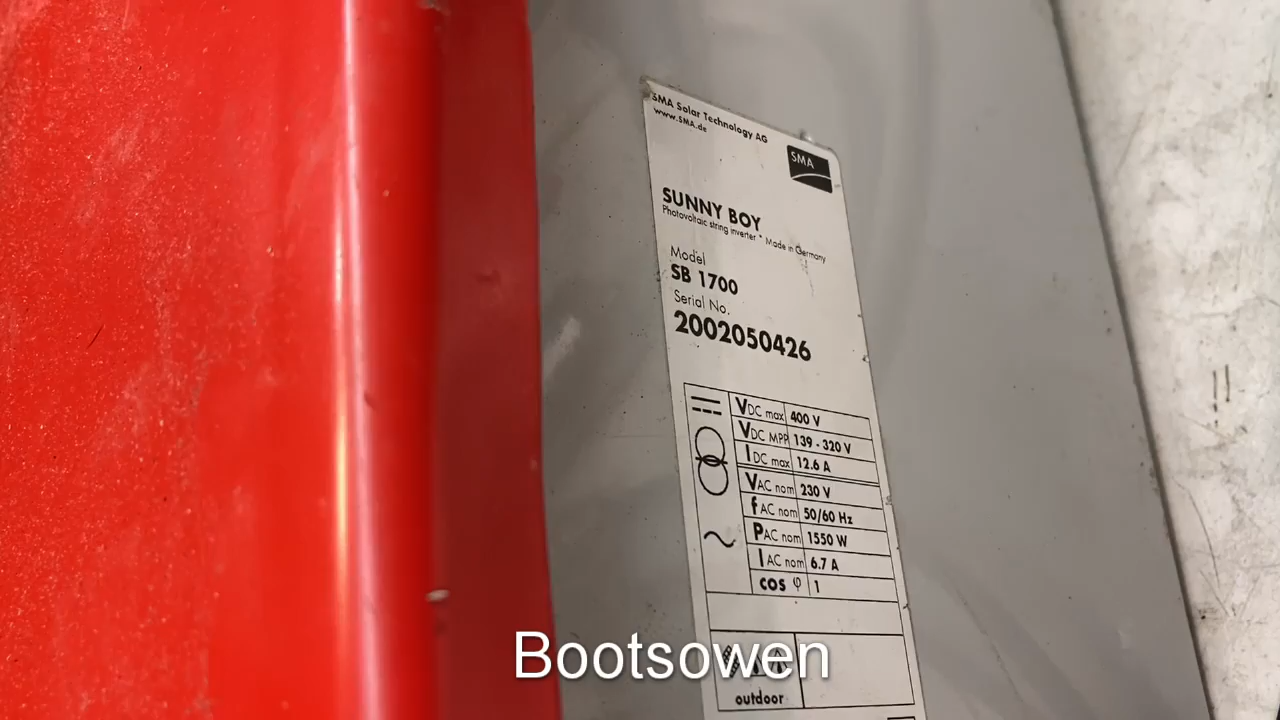 SMA Solar Technology AG
www.SMA.de
SMA
SUNNY BOY
Photovoltaic string inverter * Made in Germany
Model
SB 1700
Serial No.
2002050426
VDC max 400 V
VDC MPP 139 - 320 V
IDC max 12.6 A
VAC nom 230 V
fAC nom 50/60 Hz
PAC nom 1550 W
IAC nom 6.7 A
cos φ 1
Bootsowen
outdoor